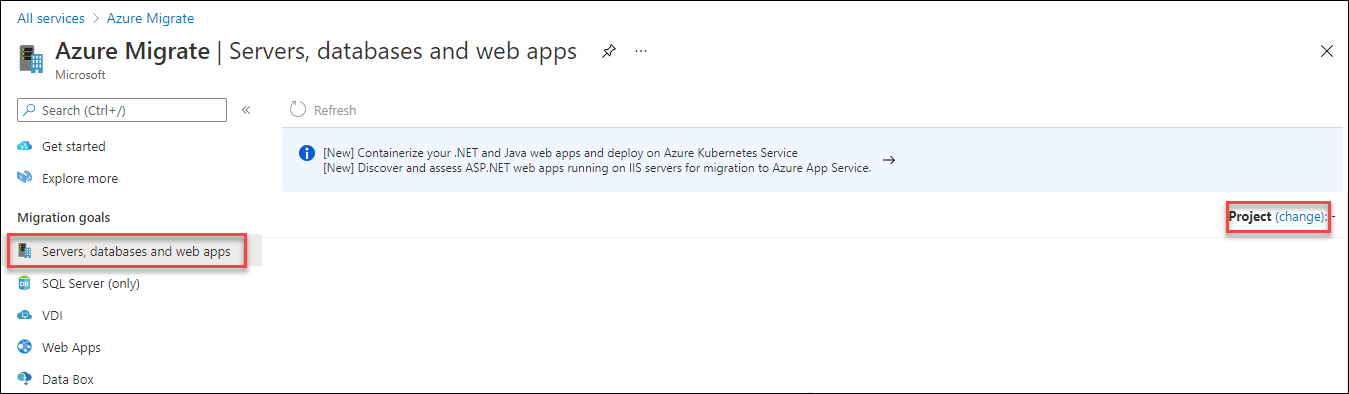 All services > Azure Migrate
Azure Migrate | Servers, databases and web apps
Microsoft
Search (Ctrl+/)
Refresh
Get started
Explore more
[New] Containerize your .NET and Java web apps and deploy on Azure Kubernetes Service
[New] Discover and assess ASP.NET web apps running on IIS servers for migration to Azure App Service.
Project (change): -
Migration goals
Servers, databases and web apps
SQL Server (only)
VDI
Web Apps
Data Box